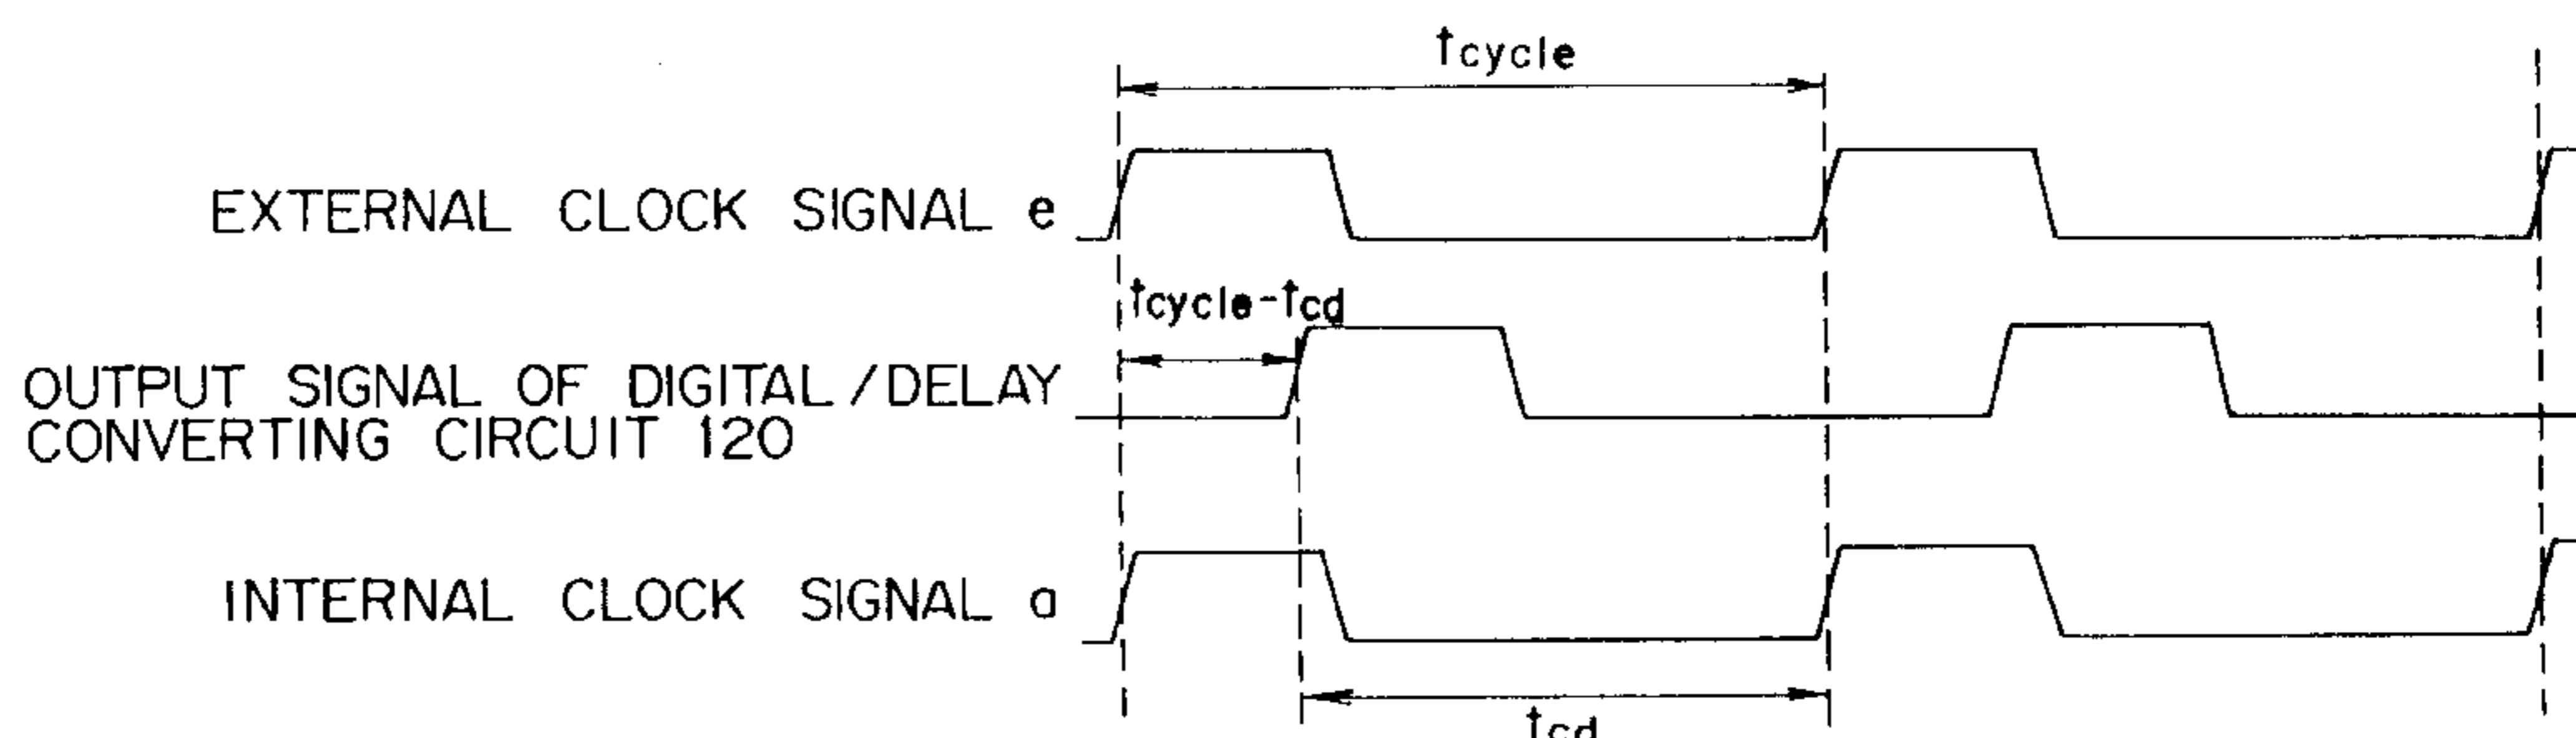 tcycle
EXTERNAL CLOCK SIGNAL e
tcycle-tcd
OUTPUT SIGNAL OF DIGITAL/DELAY
CONVERTING CIRCUIT 120
INTERNAL CLOCK SIGNAL a
tcd